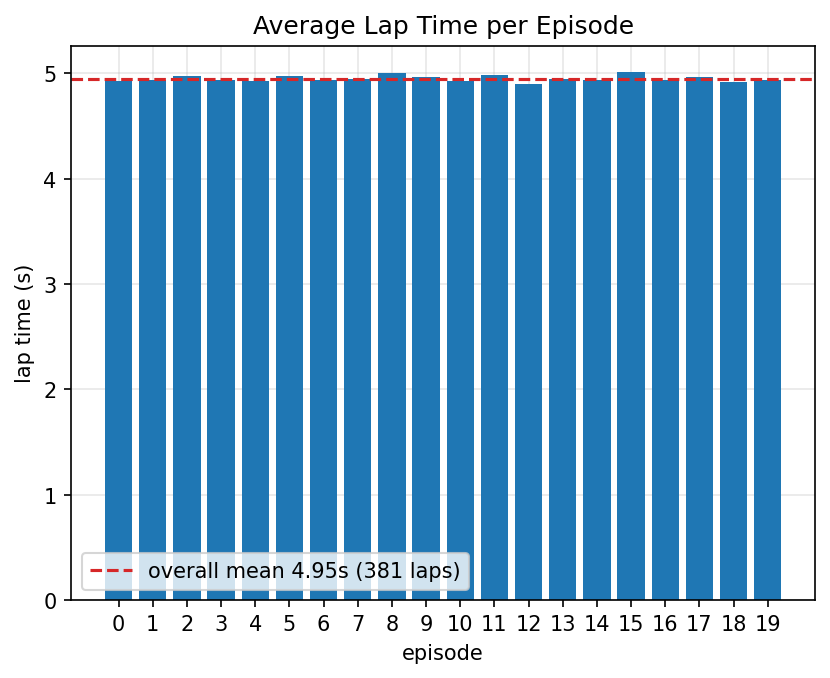 Average Lap Time per Episode
lap time (s)
5
4
3
2
1
0
overall mean 4.95s (381 laps)
0 1 2 3 4 5 6 7 8 9 10 11 12 13 14 15 16 17 18 19
episode